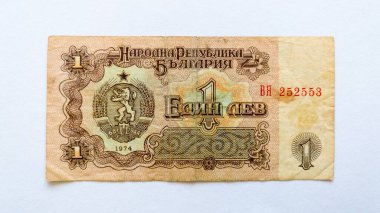 Народна Република
България
1
ВЯ 252553
1
Един лев
1974
1
1